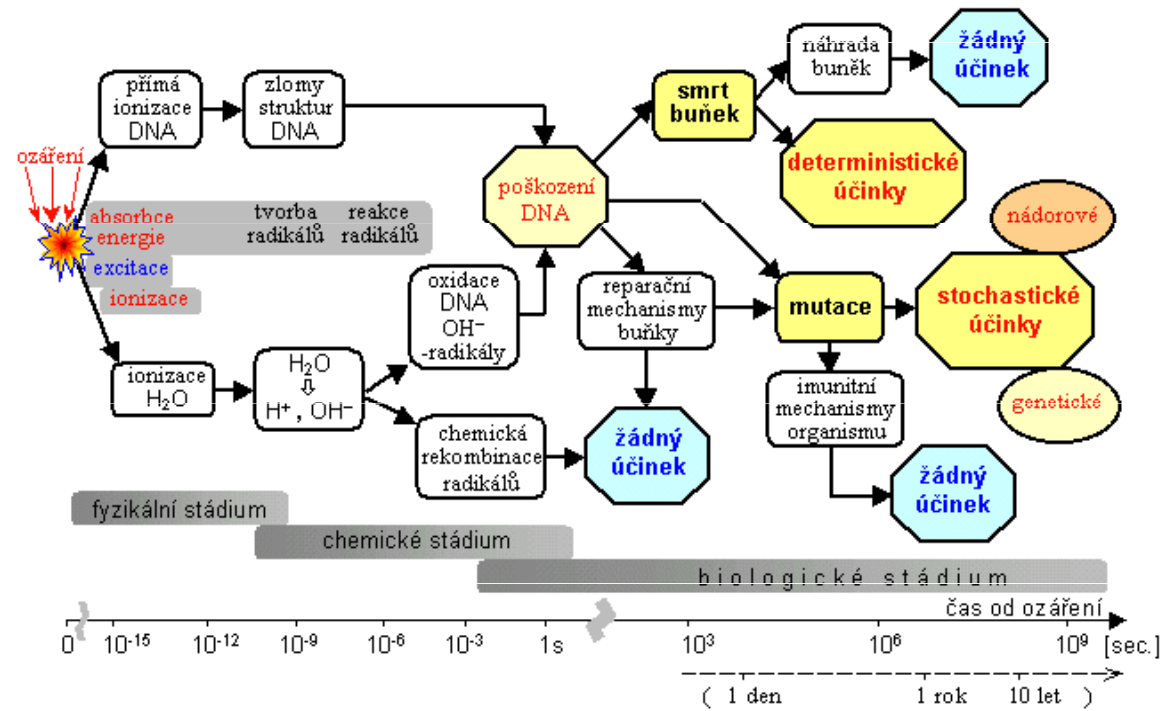 ozáření
přímá
ionizace
DNA
zlomy
struktur
DNA
absorbce
energie
tvorba
radikálů
reakce
radikálů
excitace
ionizace
ionizace
H₂O
H₂O
⇩
H⁺, OH⁻
oxidace
DNA
OH⁻
-radikály
chemická
rekombinace
radikálů
poškození
DNA
smrt
buňek
náhrada
buněk
žádný
účinek
deterministické
účinky
reparační
mechanismy
buňky
žádný
účinek
mutace
stochastické
účinky
nádorové
genetické
imunitní
mechanismy
organismu
žádný
účinek
fyzikální stádium
chemické stádium
biologické stádium
čas od ozáření
0 10⁻¹⁵ 10⁻¹² 10⁻⁹ 10⁻⁶ 10⁻³ 1s 10³ 10⁶ 10⁹ [sec.]
( 1 den 1 rok 10 let )